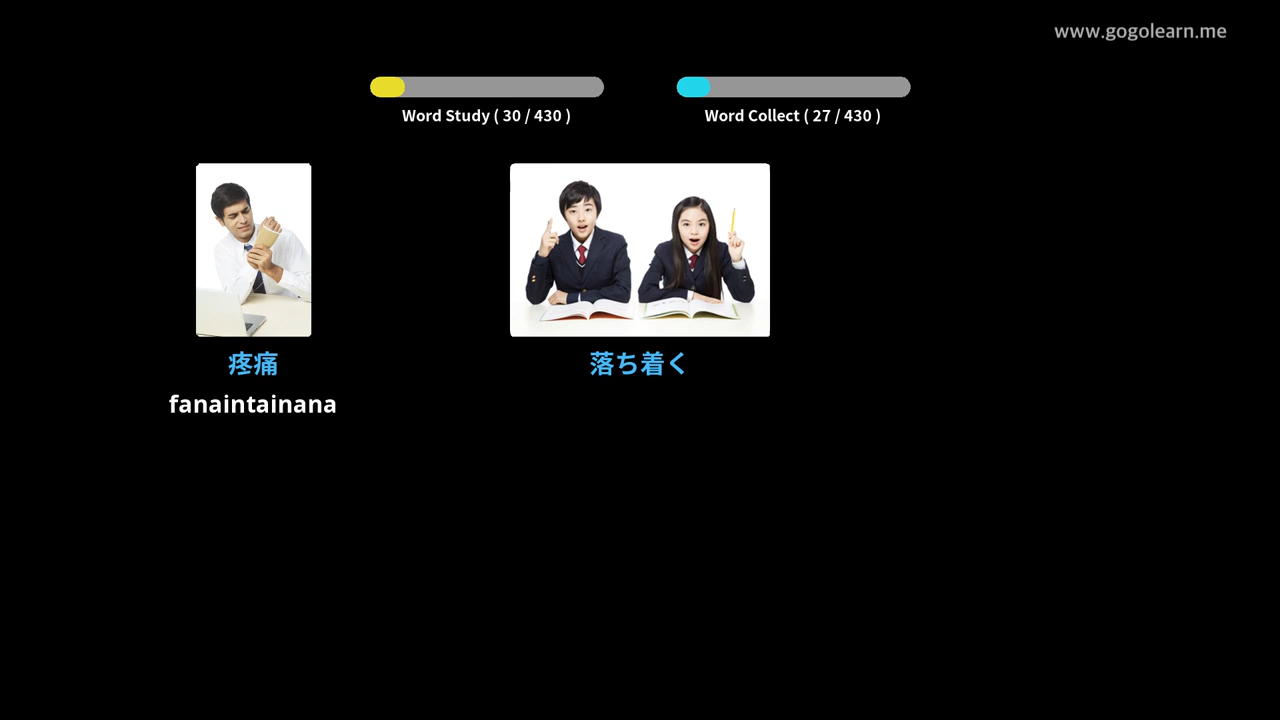 www.gogolearn.me
Word Study ( 30 / 430 )
Word Collect ( 27 / 430 )
疼痛
落ち着く
fanaintainana